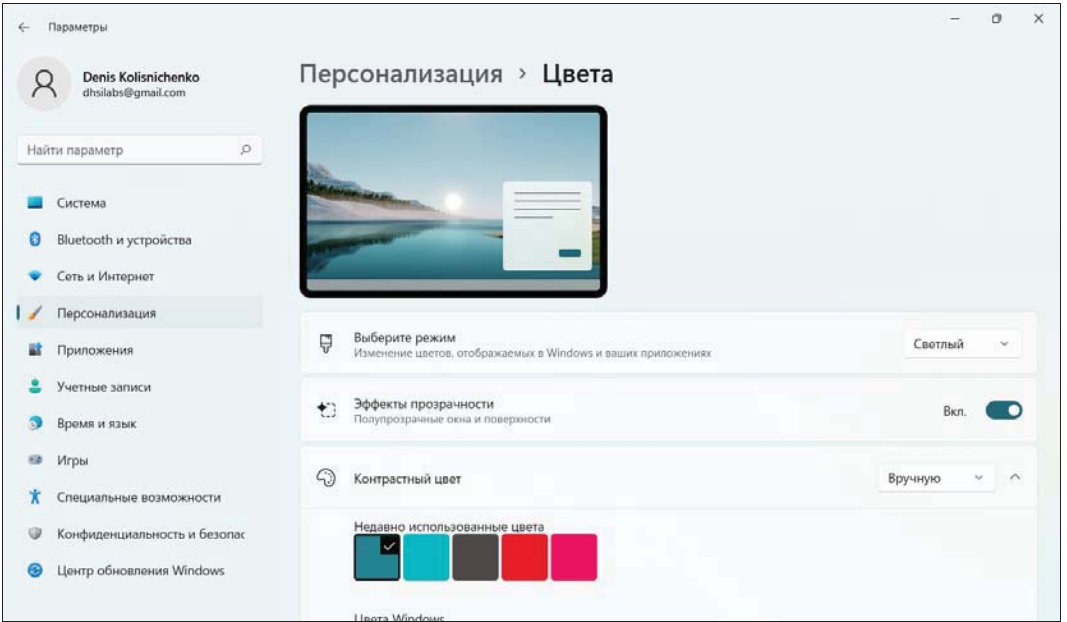 Параметры
Denis Kolisnichenko
dhsilabs@gmail.com
Найти параметр
Система
Bluetooth и устройства
Сеть и Интернет
Персонализация
Приложения
Учетные записи
Время и язык
Игры
Специальные возможности
Конфиденциальность и безопас
Центр обновления Windows
Персонализация > Цвета
Выберите режим
Изменение цветов, отображаемых в Windows и ваших приложениях
Светлый
Эффекты прозрачности
Полупрозрачные окна и поверхности
Вкл.
Контрастный цвет
Вручную
Недавно использованные цвета
Цвета Windows